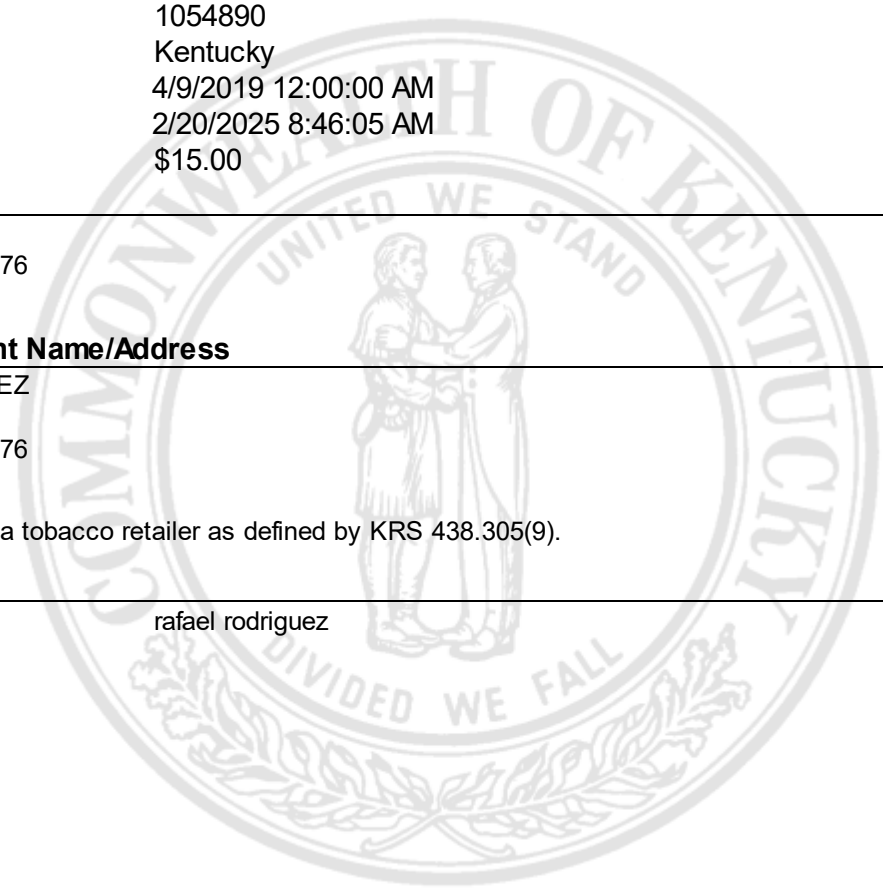 1054890
Kentucky
4/9/2019 12:00:00 AM
2/20/2025 8:46:05 AM
$15.00
76
nt Name/Address
EZ
76
a tobacco retailer as defined by KRS 438.305(9).
rafael rodriguez
COMMONWEALTH OF KENTUCKY
UNITED WE STAND
DIVIDED WE FALL